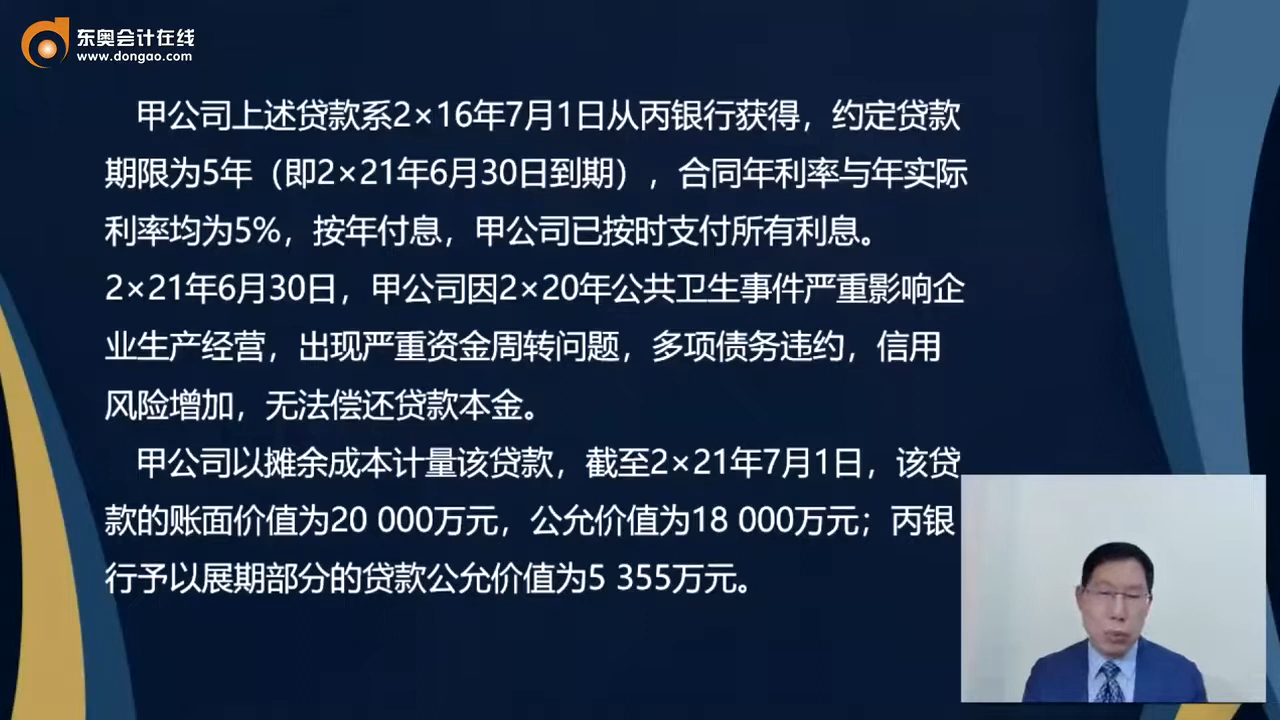 东奥会计在线
www.dongao.com
甲公司上述贷款系2×16年7月1日从丙银行获得，约定贷款
期限为5年（即2×21年6月30日到期），合同年利率与年实际
利率均为5%，按年付息，甲公司已按时支付所有利息。
2×21年6月30日，甲公司因2×20年公共卫生事件严重影响企
业生产经营，出现严重资金周转问题，多项债务违约，信用
风险增加，无法偿还贷款本金。
甲公司以摊余成本计量该贷款，截至2×21年7月1日，该贷
款的账面价值为20 000万元，公允价值为18 000万元；丙银
行予以展期部分的贷款公允价值为5 355万元。